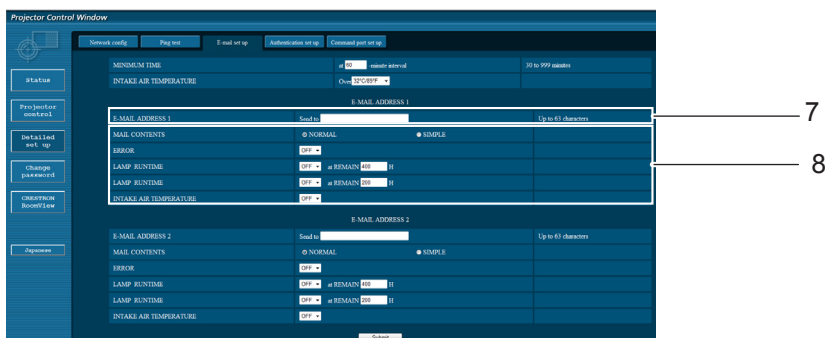 Projector Control Window
Network config Ping test E-mail set up Authentication set up Command port set up
MINIMUM TIME at 60 -minute interval 30 to 999 minutes
INTAKE AIR TEMPERATURE Over 32°C/89°F
E-MAIL ADDRESS 1
E-MAIL ADDRESS 1 Send to Up to 63 characters
MAIL CONTENTS NORMAL SIMPLE
ERROR OFF
LAMP RUNTIME OFF at REMAIN 400 H
LAMP RUNTIME OFF at REMAIN 200 H
INTAKE AIR TEMPERATURE OFF
E-MAIL ADDRESS 2
E-MAIL ADDRESS 2 Send to Up to 63 characters
MAIL CONTENTS NORMAL SIMPLE
ERROR OFF
LAMP RUNTIME OFF at REMAIN 400 H
LAMP RUNTIME OFF at REMAIN 200 H
INTAKE AIR TEMPERATURE OFF
Submit
Status
Projector
control
Detailed
set up
Change
password
CRESTRON
RoomView
Japanese
7
8